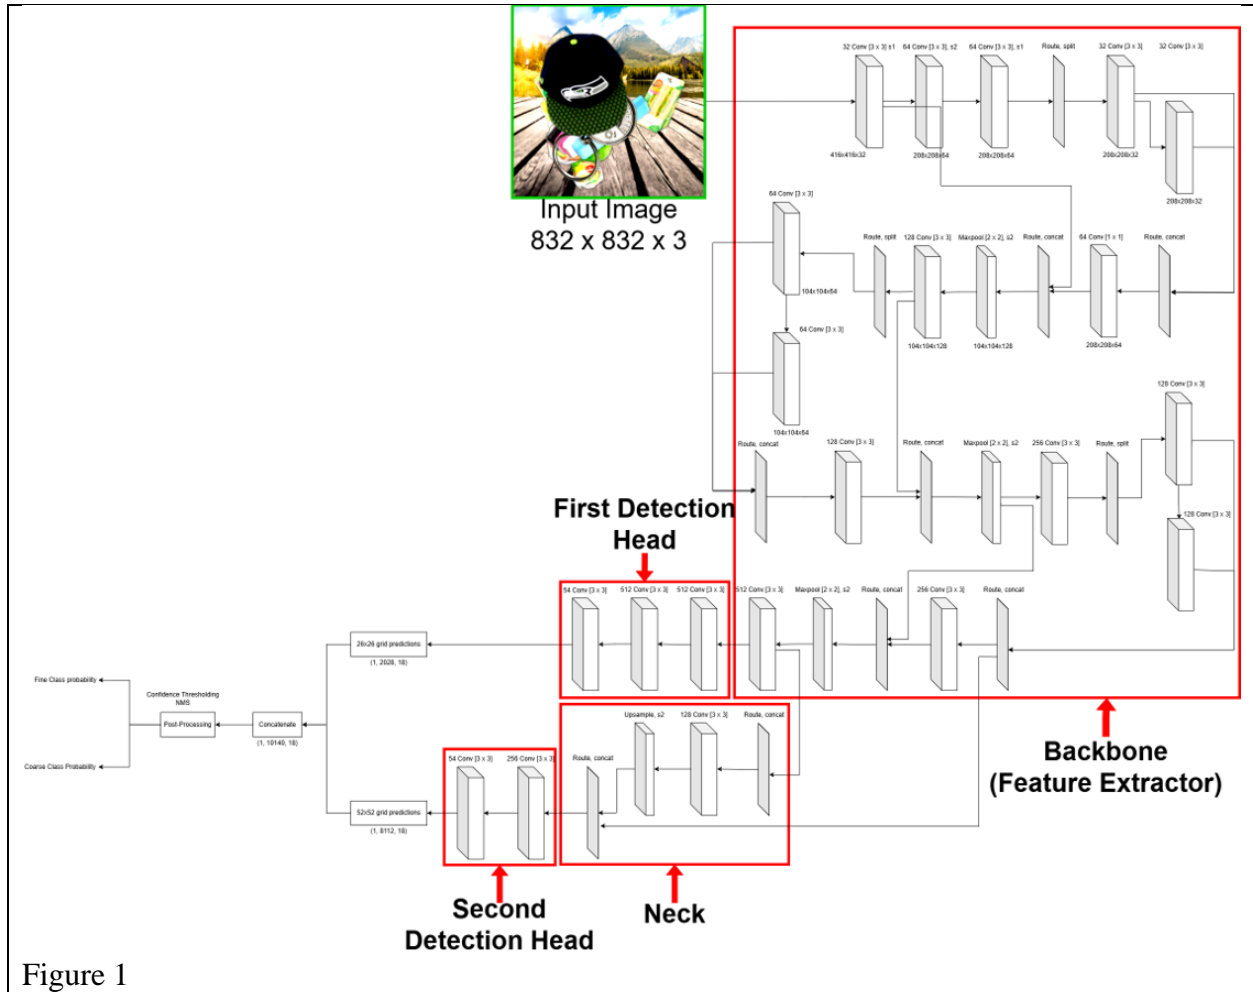 32 Conv [3 x 3] s1
64 Conv [3 x 3], s2
64 Conv [3 x 3], s1
Route, split
32 Conv [3 x 3]
32 Conv [3 x 3]
416x416x32
208x208x64
208x208x64
208x208x32
208x208x32
Input Image
832 x 832 x 3
64 Conv [3 x 3]
Route, split
128 Conv [3 x 3]
Maxpool [2 x 2], s2
Route, concat
64 Conv [1 x 1]
Route, concat
104x104x64
104x104x128
104x104x128
208x208x64
64 Conv [3 x 3]
104x104x64
128 Conv [3 x 3]
Route, concat
128 Conv [3 x 3]
Route, concat
Maxpool [2 x 2], s2
256 Conv [3 x 3]
Route, split
128 Conv [3 x 3]
First Detection
Head
54 Conv [3 x 3]
512 Conv [3 x 3]
512 Conv [3 x 3]
512 Conv [3 x 3]
Maxpool [2 x 2], s2
Route, concat
256 Conv [3 x 3]
Route, concat
26x26 grid predictions
(1, 2028, 18)
Fine Class probability
Confidence Thresholding
NMS
Post-Processing
Concatenate
(1, 10140, 18)
Coarse Class Probability
Upsample, s2
128 Conv [3 x 3]
Route, concat
54 Conv [3 x 3]
256 Conv [3 x 3]
Route, concat
52x52 grid predictions
(1, 8112, 18)
Backbone
(Feature Extractor)
Second
Detection Head
Neck
Figure 1